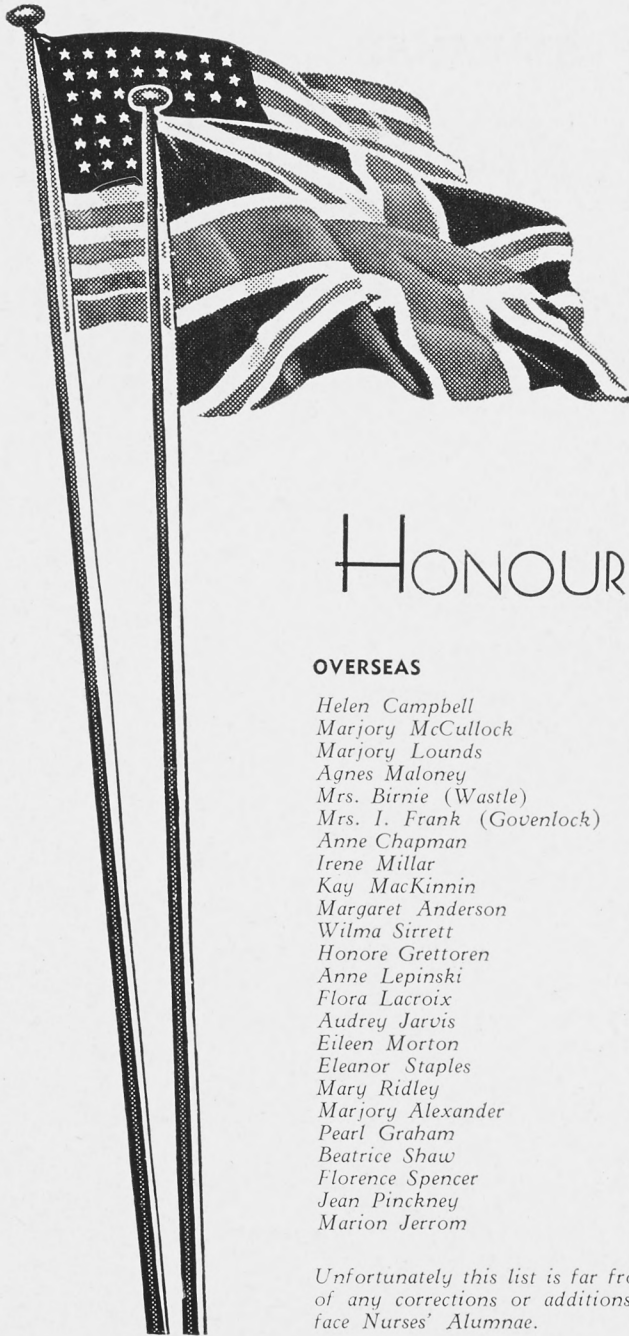 HONOUR
OVERSEAS
Helen Campbell
Marjory McCullock
Marjory Lounds
Agnes Maloney
Mrs. Birnie (Wastle)
Mrs. I. Frank (Govenlock)
Anne Chapman
Irene Millar
Kay MacKinnin
Margaret Anderson
Wilma Sirrett
Honore Grettoren
Anne Lepinski
Flora Lacroix
Audrey Jarvis
Eileen Morton
Eleanor Staples
Mary Ridley
Marjory Alexander
Pearl Graham
Beatrice Shaw
Florence Spencer
Jean Pinckney
Marion Jerrom
Unfortunately this list is far
of any corrections or additions
face Nurses' Alumnae.